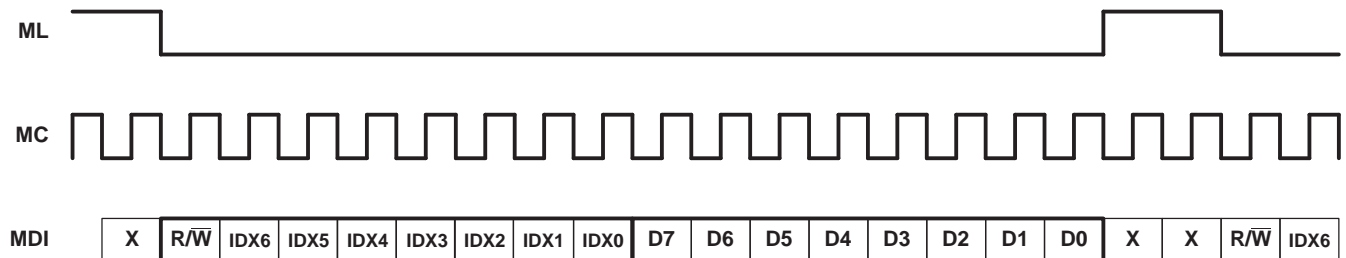 ML
MC
MDI X R/W̅ IDX6 IDX5 IDX4 IDX3 IDX2 IDX1 IDX0 D7 D6 D5 D4 D3 D2 D1 D0 X X R/W̅ IDX6